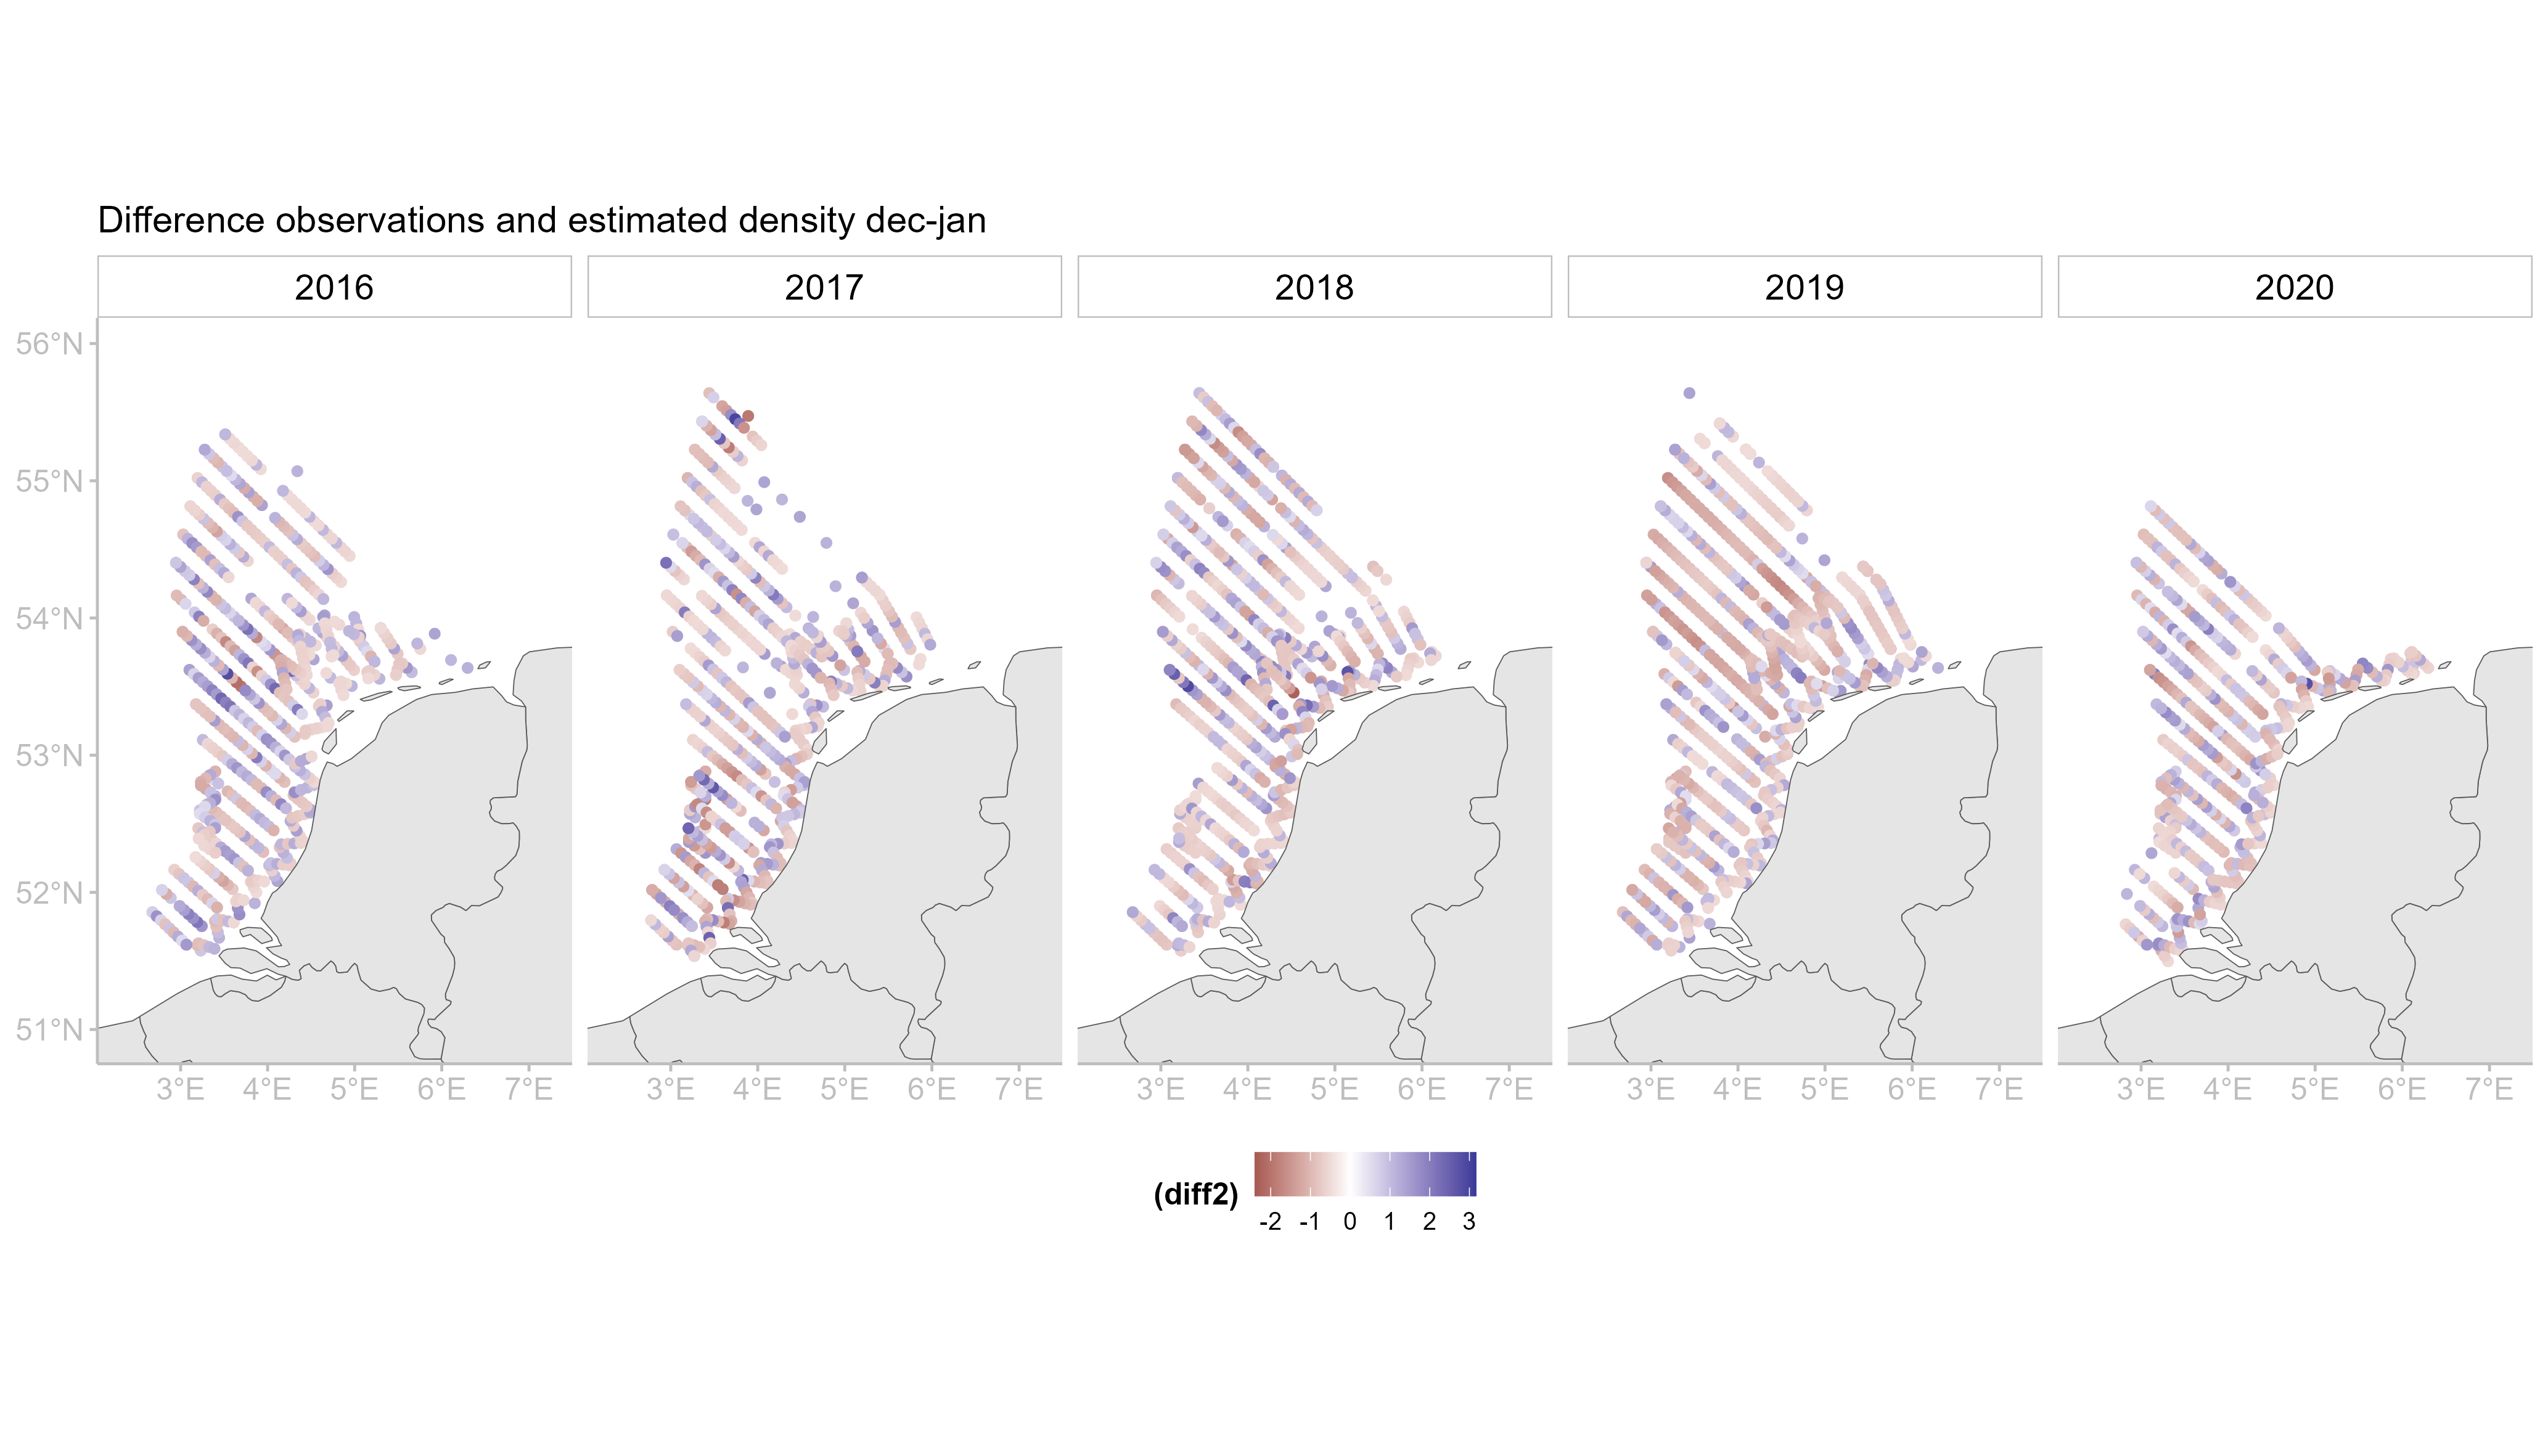 Difference observations and estimated density dec-jan
2016 2017 2018 2019 2020
56°N
55°N
54°N
53°N
52°N
51°N
3°E 4°E 5°E 6°E 7°E 3°E 4°E 5°E 6°E 7°E 3°E 4°E 5°E 6°E 7°E 3°E 4°E 5°E 6°E 7°E 3°E 4°E 5°E 6°E 7°E
(diff2)
-2 -1 0 1 2 3